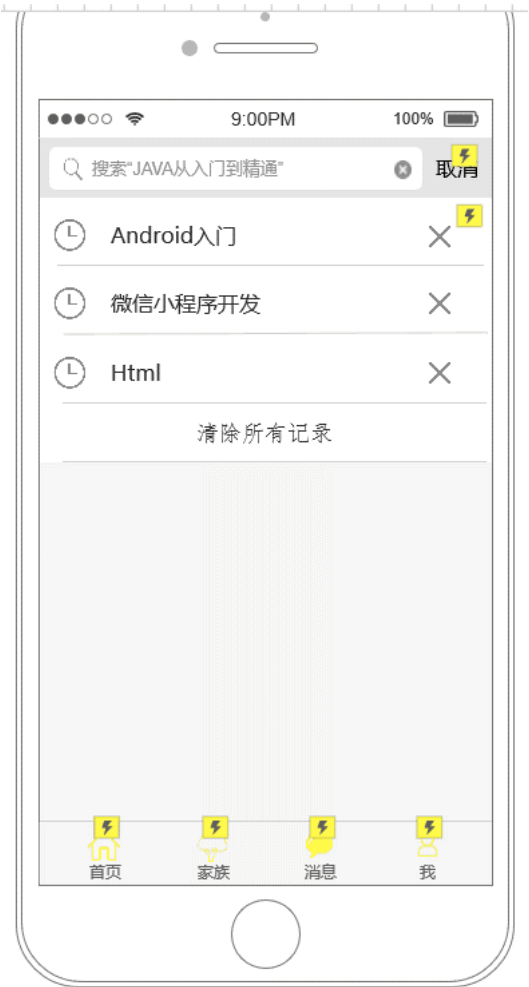 9:00PM 100%
搜索“JAVA从入门到精通” 取消
Android入门
微信小程序开发
Html
清除所有记录
首页 家族 消息 我